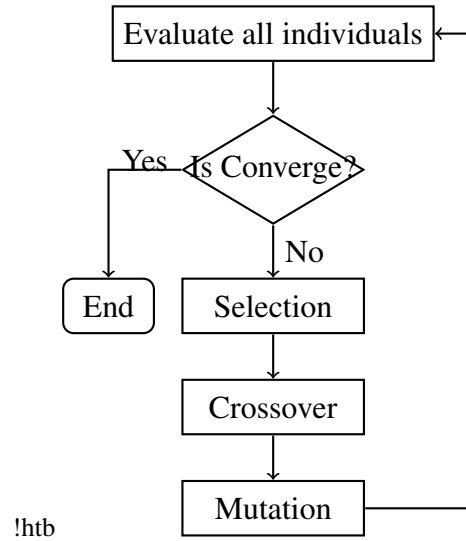 Evaluate all individuals
Yes
Is Converge?
No
End
Selection
Crossover
Mutation
!htb